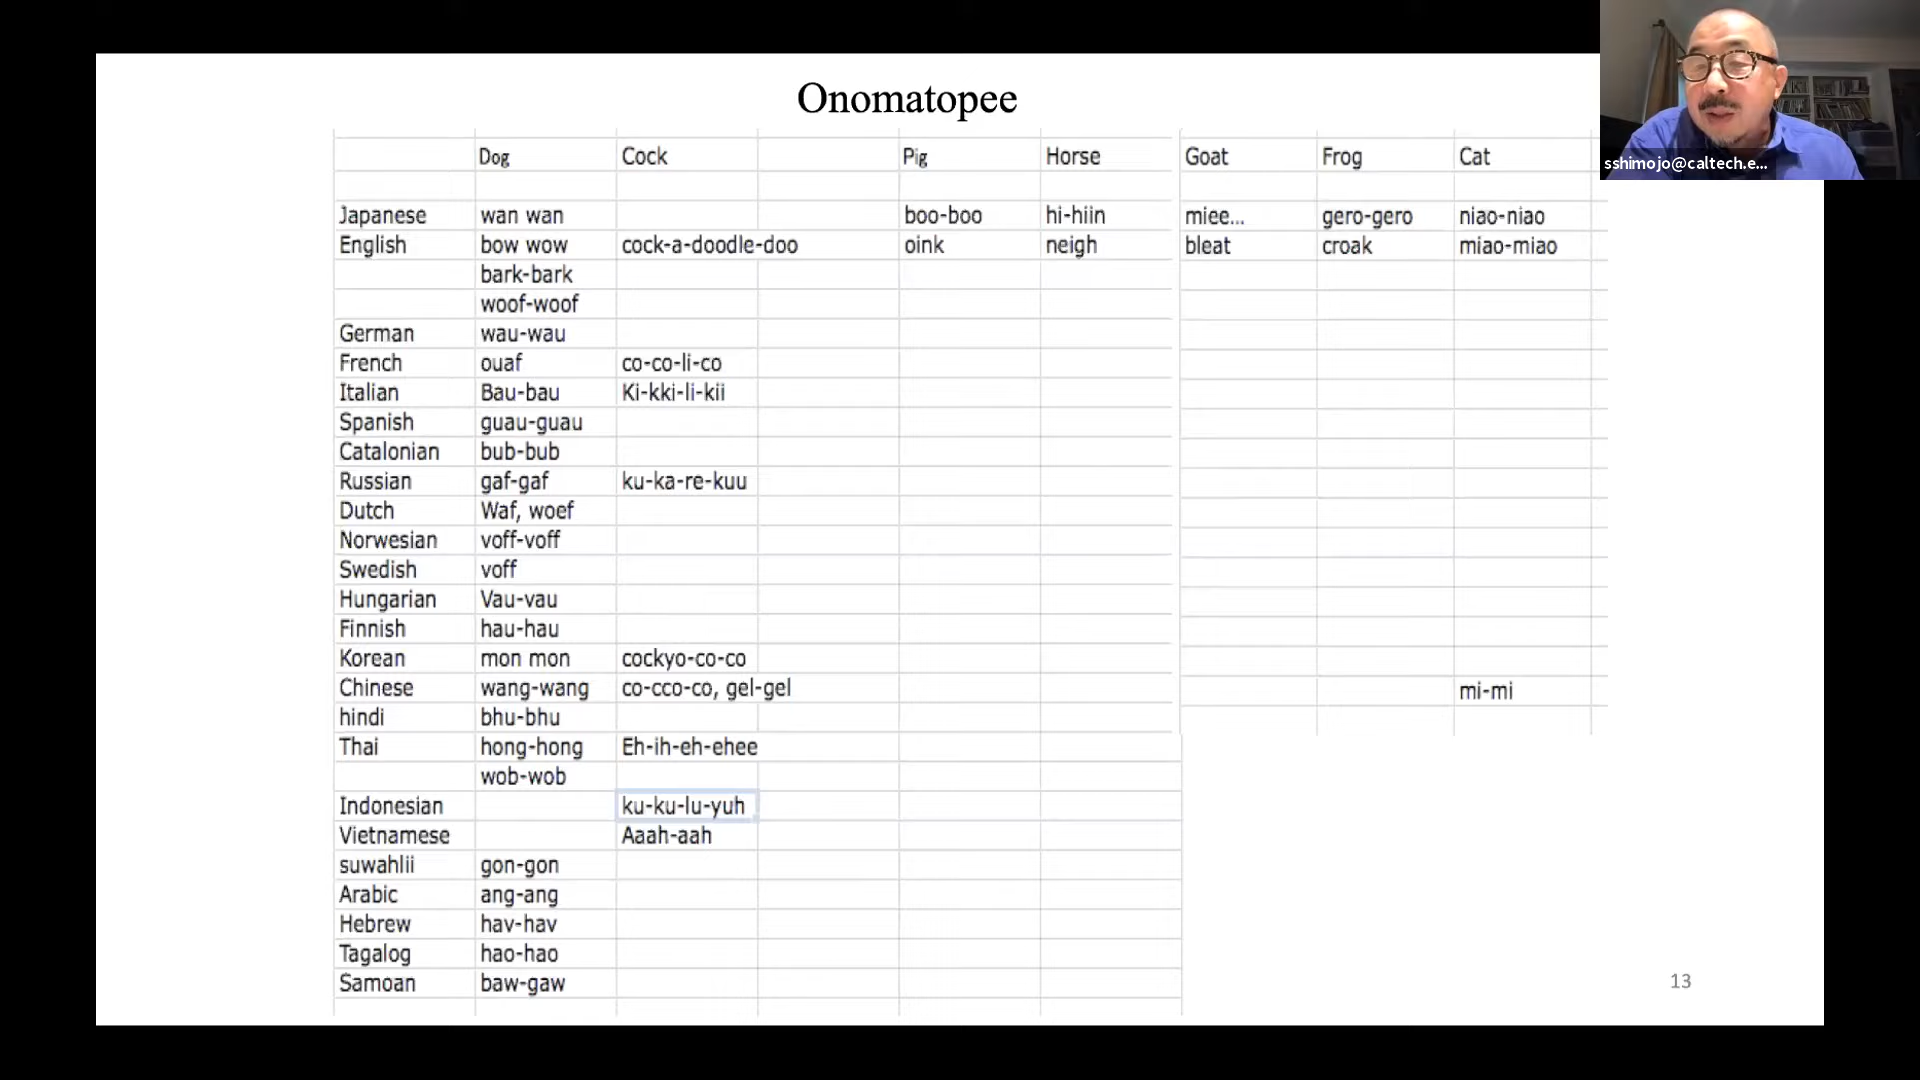 Onomatopee
Dog Cock Pig Horse Goat Frog Cat
Japanese wan wan boo-boo hi-hiin miee... gero-gero niao-niao
English bow wow cock-a-doodle-doo oink neigh bleat croak miao-miao
bark-bark
woof-woof
German wau-wau
French ouaf co-co-li-co
Italian Bau-bau Ki-kki-li-kii
Spanish guau-guau
Catalonian bub-bub
Russian gaf-gaf ku-ka-re-kuu
Dutch Waf, woef
Norwesian voff-voff
Swedish voff
Hungarian Vau-vau
Finnish hau-hau
Korean mon mon cockyo-co-co
Chinese wang-wang co-cco-co, gel-gel mi-mi
hindi bhu-bhu
Thai hong-hong Eh-ih-eh-ehee
wob-wob
Indonesian ku-ku-lu-yuh
Vietnamese Aaah-aah
suwahlii gon-gon
Arabic ang-ang
Hebrew hav-hav
Tagalog hao-hao
Samoan baw-gaw
13
sshimojo@caltech.e...